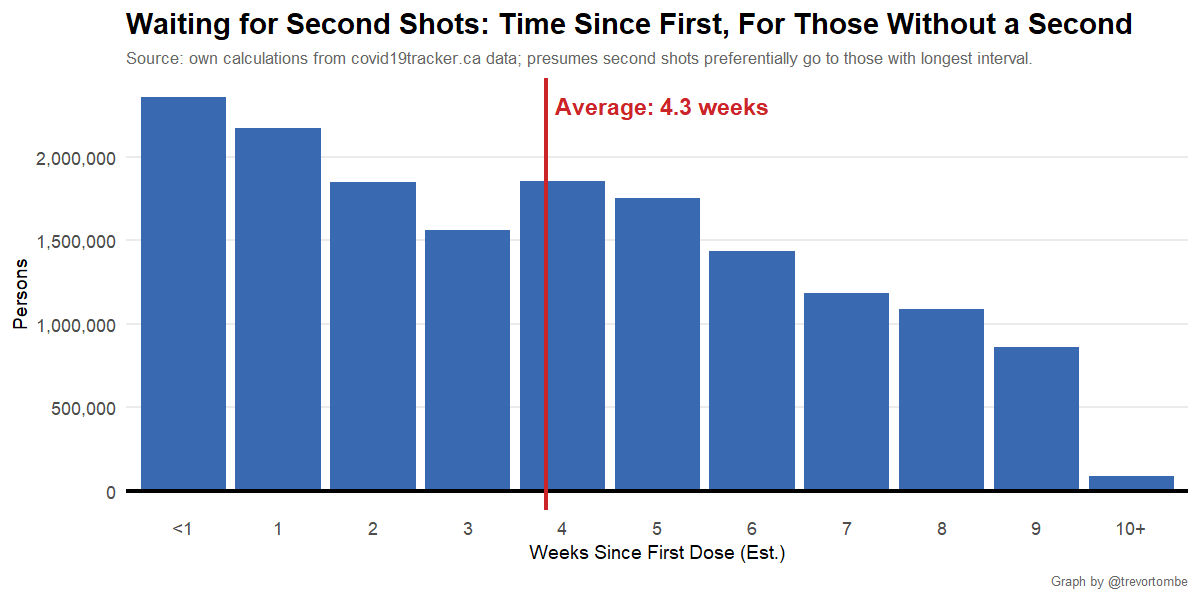 Waiting for Second Shots: Time Since First, For Those Without a Second
Source: own calculations from covid19tracker.ca data; presumes second shots preferentially go to those with longest interval.
Average: 4.3 weeks
2,000,000
1,500,000
1,000,000
500,000
0
Persons
<1 1 2 3 4 5 6 7 8 9 10+
Weeks Since First Dose (Est.)
Graph by @trevortombe